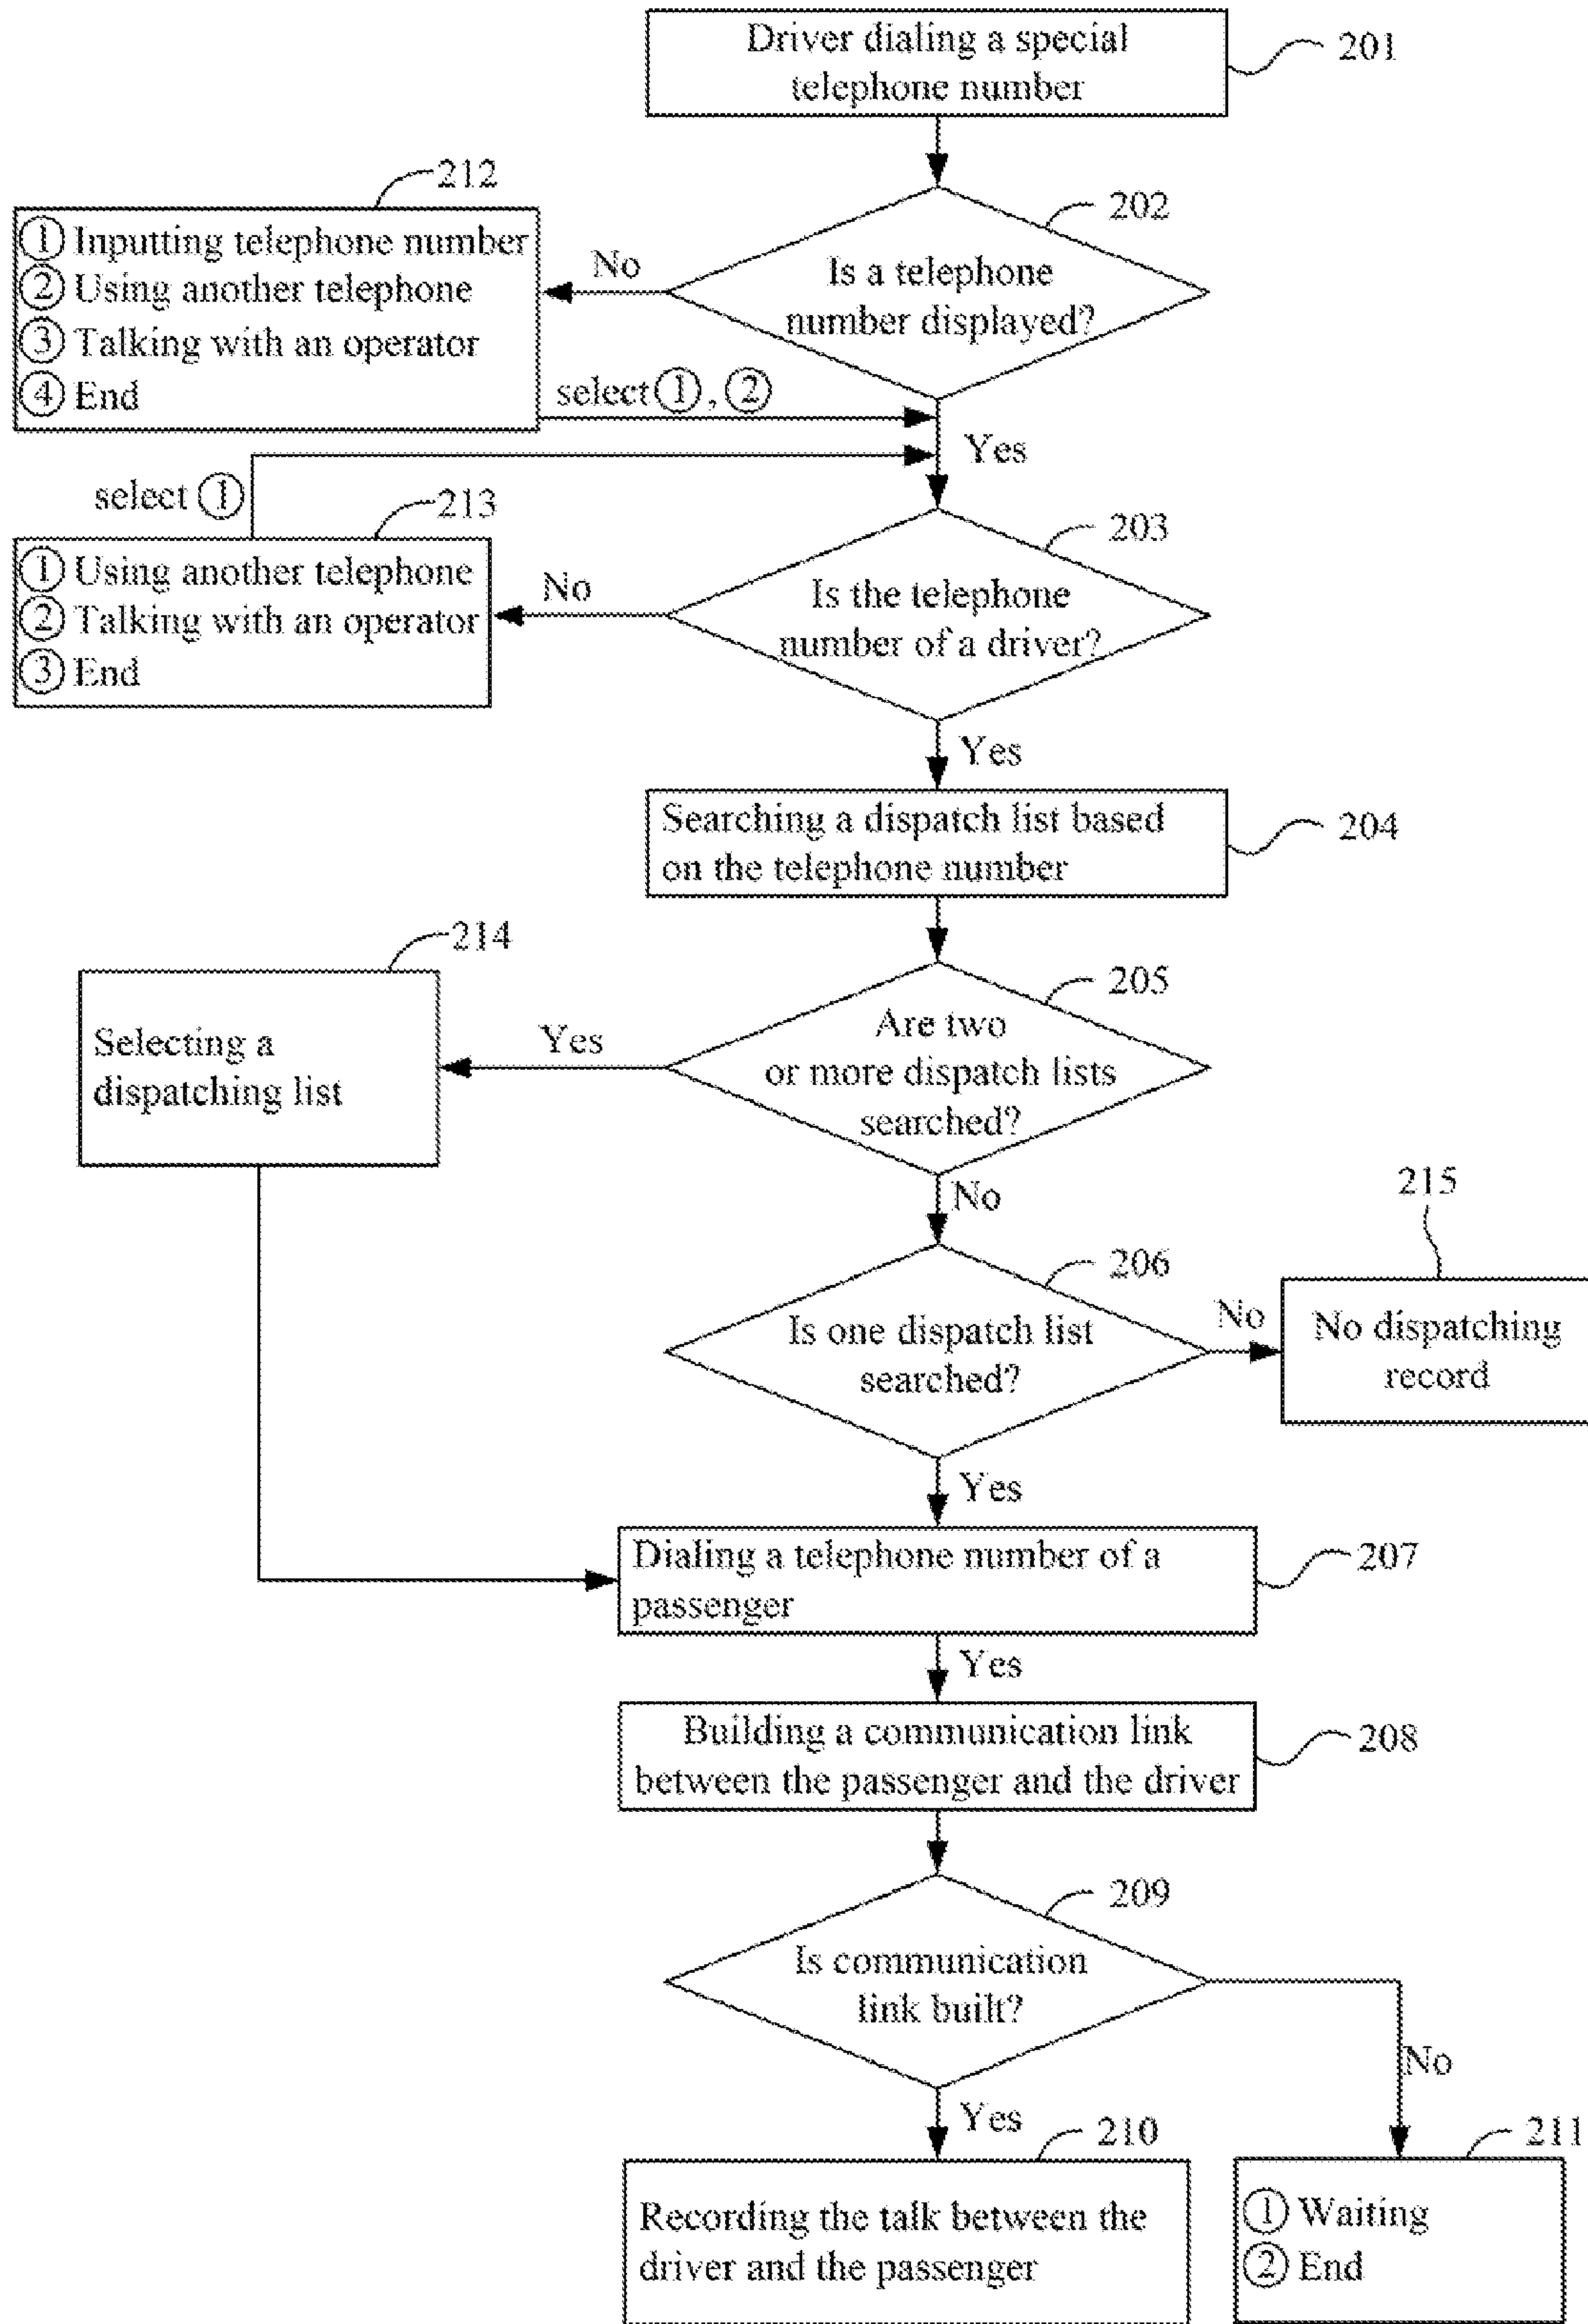 Driver dialing a special
telephone number
201
212
① Inputting telephone number
② Using another telephone
③ Talking with an operator
④ End
202
Is a telephone
number displayed?
No
select ①, ②
Yes
select ①
213
① Using another telephone
② Talking with an operator
③ End
203
Is the telephone
number of a driver?
No
Yes
Searching a dispatch list based
on the telephone number
204
214
Selecting a
dispatching list
205
Are two
or more dispatch lists
searched?
Yes
No
206
Is one dispatch list
searched?
No
215
No dispatching
record
Yes
Dialing a telephone number of a
passenger
207
Yes
Building a communication link
between the passenger and the driver
208
209
Is communication
link built?
No
Yes
210
Recording the talk between the
driver and the passenger
211
① Waiting
② End